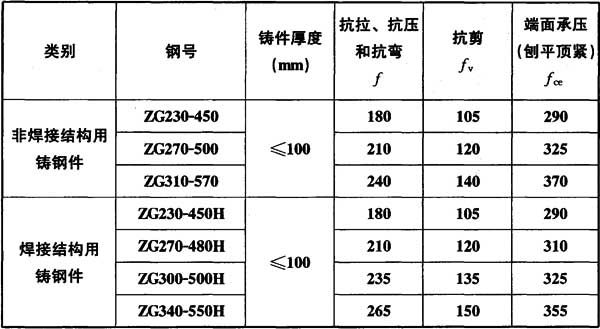 类别 钢号 铸件厚度(mm) 抗拉、抗压和抗弯 f 抗剪 fv 端面承压(刨平顶紧) fce
非焊接结构用铸钢件 ZG230-450 ≤100 180 105 290
ZG270-500 210 120 325
ZG310-570 240 140 370
焊接结构用铸钢件 ZG230-450H ≤100 180 105 290
ZG270-480H 210 120 310
ZG300-500H 235 135 325
ZG340-550H 265 150 355